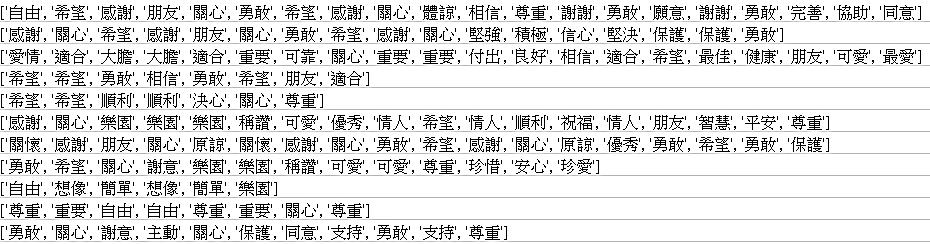 ['自由', '希望', '感謝', '朋友', '關心', '勇敢', '希望', '感謝', '關心', '體諒', '相信', '尊重', '謝謝', '勇敢', '願意', '謝謝', '勇敢', '完善', '協助', '同意']
['感謝', '關心', '希望', '感謝', '朋友', '關心', '勇敢', '希望', '感謝', '關心', '堅強', '積極', '信心', '堅決', '保護', '保護', '勇敢']
['愛情', '適合', '大膽', '大膽', '適合', '重要', '可靠', '關心', '重要', '重要', '付出', '良好', '相信', '適合', '希望', '最佳', '健康', '朋友', '可愛', '最愛']
['希望', '希望', '勇敢', '相信', '勇敢', '希望', '朋友', '適合']
['希望', '希望', '順利', '順利', '決心', '關心', '尊重']
['感謝', '關心', '樂園', '樂園', '樂園', '稱讚', '可愛', '優秀', '情人', '希望', '情人', '順利', '祝福', '情人', '朋友', '智慧', '平安', '尊重']
['關懷', '感謝', '朋友', '關心', '原諒', '關懷', '感謝', '關心', '勇敢', '希望', '感謝', '關心', '原諒', '優秀', '勇敢', '希望', '勇敢', '保護']
['勇敢', '希望', '關心', '謝意', '樂園', '樂園', '稱讚', '可愛', '可愛', '尊重', '珍惜', '安心', '珍愛']
['自由', '想像', '簡單', '想像', '簡單', '樂園']
['尊重', '重要', '自由', '自由', '尊重', '重要', '關心', '尊重']
['勇敢', '關心', '謝意', '主動', '關心', '保護', '同意', '支持', '勇敢', '支持', '尊重']